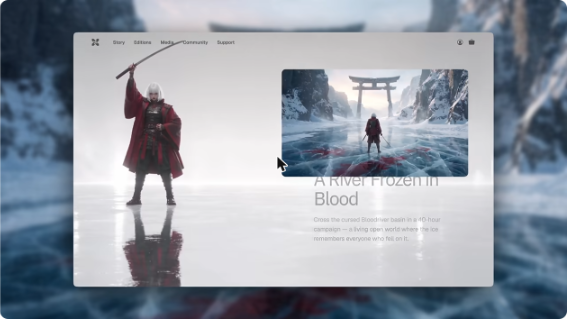 Story Editions Media Community Support
A River Frozen in
Blood
Cross the cursed Bloodriver basin in a 40-hour
campaign — a living open world where the ice
remembers everyone who fell on it.